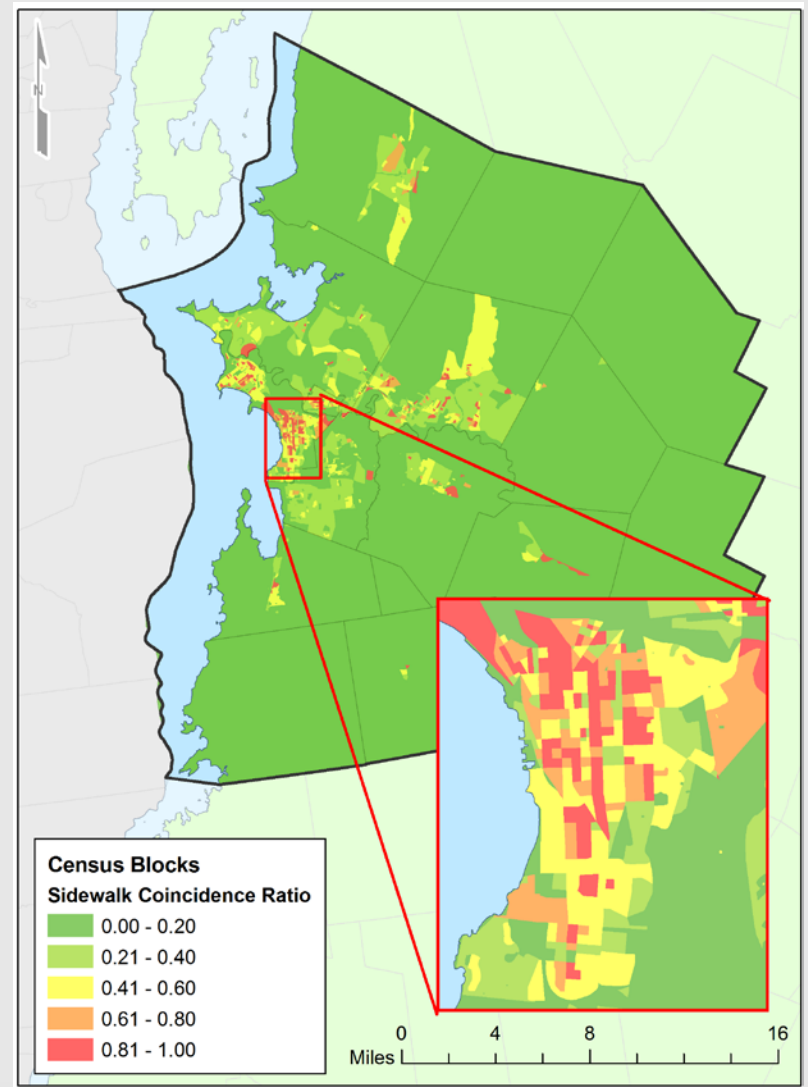 N
Census Blocks
Sidewalk Coincidence Ratio
0.00 - 0.20
0.21 - 0.40
0.41 - 0.60
0.61 - 0.80
0.81 - 1.00
0 4 8 16
Miles